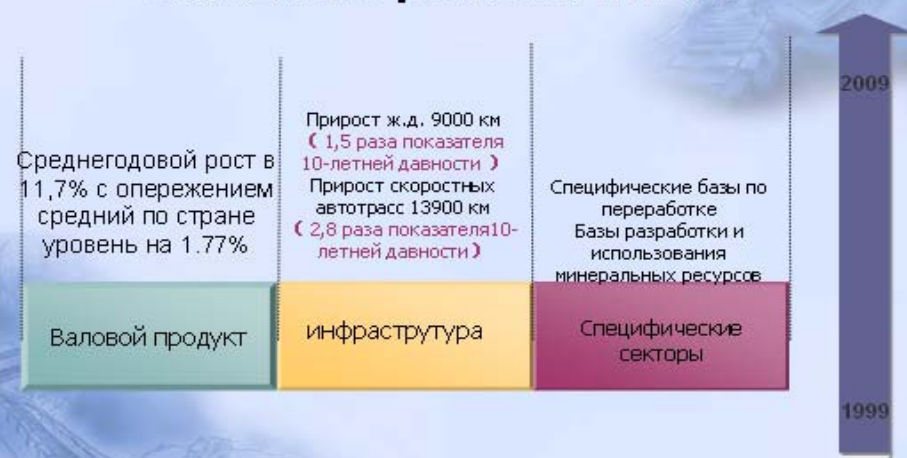 2009
Прирост ж.д. 9000 км
( 1,5 раза показателя
10-летней давности )
Прирост скоростных
автотрасс 13900 км
( 2,8 раза показателя10-
летней давности)
Среднегодовой рост в
11,7% с опережением
средний по стране
уровень на 1.77%
Специфические базы по
переработке
Базы разработки и
использования
минеральных ресурсов
Валовой продукт
инфраструтура
Специфические
секторы
1999